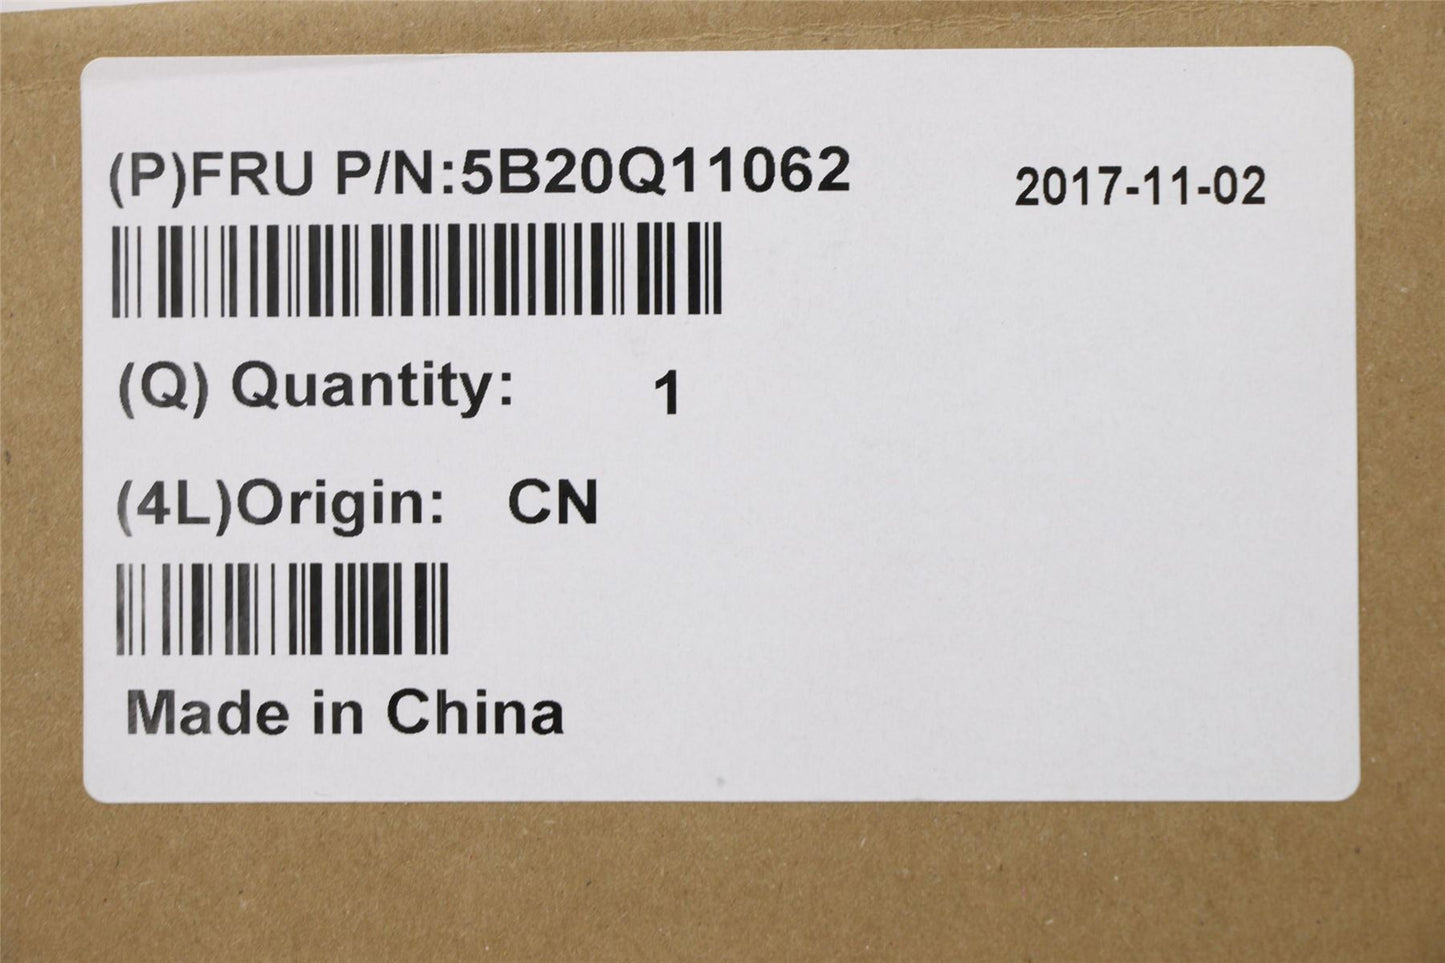 (P)FRU P/N:5B20Q11062
2017-11-02
(Q) Quantity: 1
(4L)Origin: CN
Made in China